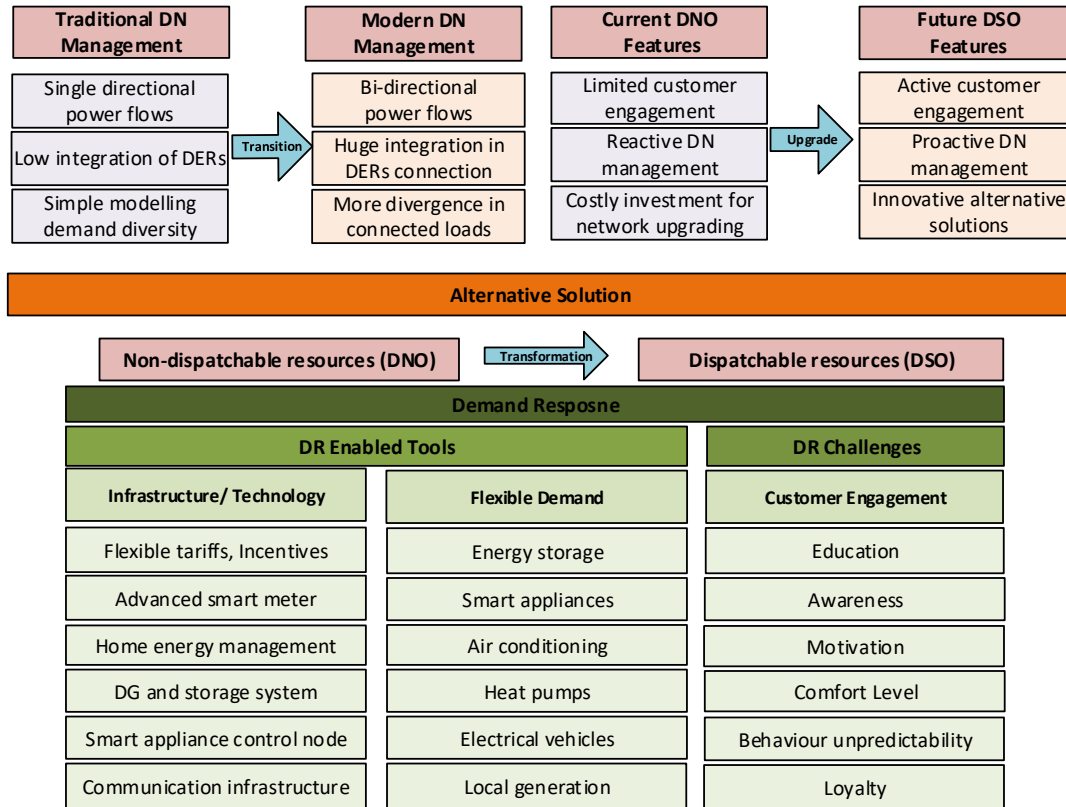 Traditional DN
Management
Single directional
power flows
Low integration of DERs
Simple modelling
demand diversity
Transition
Modern DN
Management
Bi-directional
power flows
Huge integration in
DERs connection
More divergence in
connected loads
Current DNO
Features
Limited customer
engagement
Reactive DN
management
Costly investment for
network upgrading
Upgrade
Future DSO
Features
Active customer
engagement
Proactive DN
management
Innovative alternative
solutions
Alternative Solution
Non-dispatchable resources (DNO)
Transformation
Dispatchable resources (DSO)
Demand Resposne
DR Enabled Tools
DR Challenges
Infrastructure/ Technology
Flexible tariffs, Incentives
Advanced smart meter
Home energy management
DG and storage system
Smart appliance control node
Communication infrastructure
Flexible Demand
Energy storage
Smart appliances
Air conditioning
Heat pumps
Electrical vehicles
Local generation
Customer Engagement
Education
Awareness
Motivation
Comfort Level
Behaviour unpredictability
Loyalty